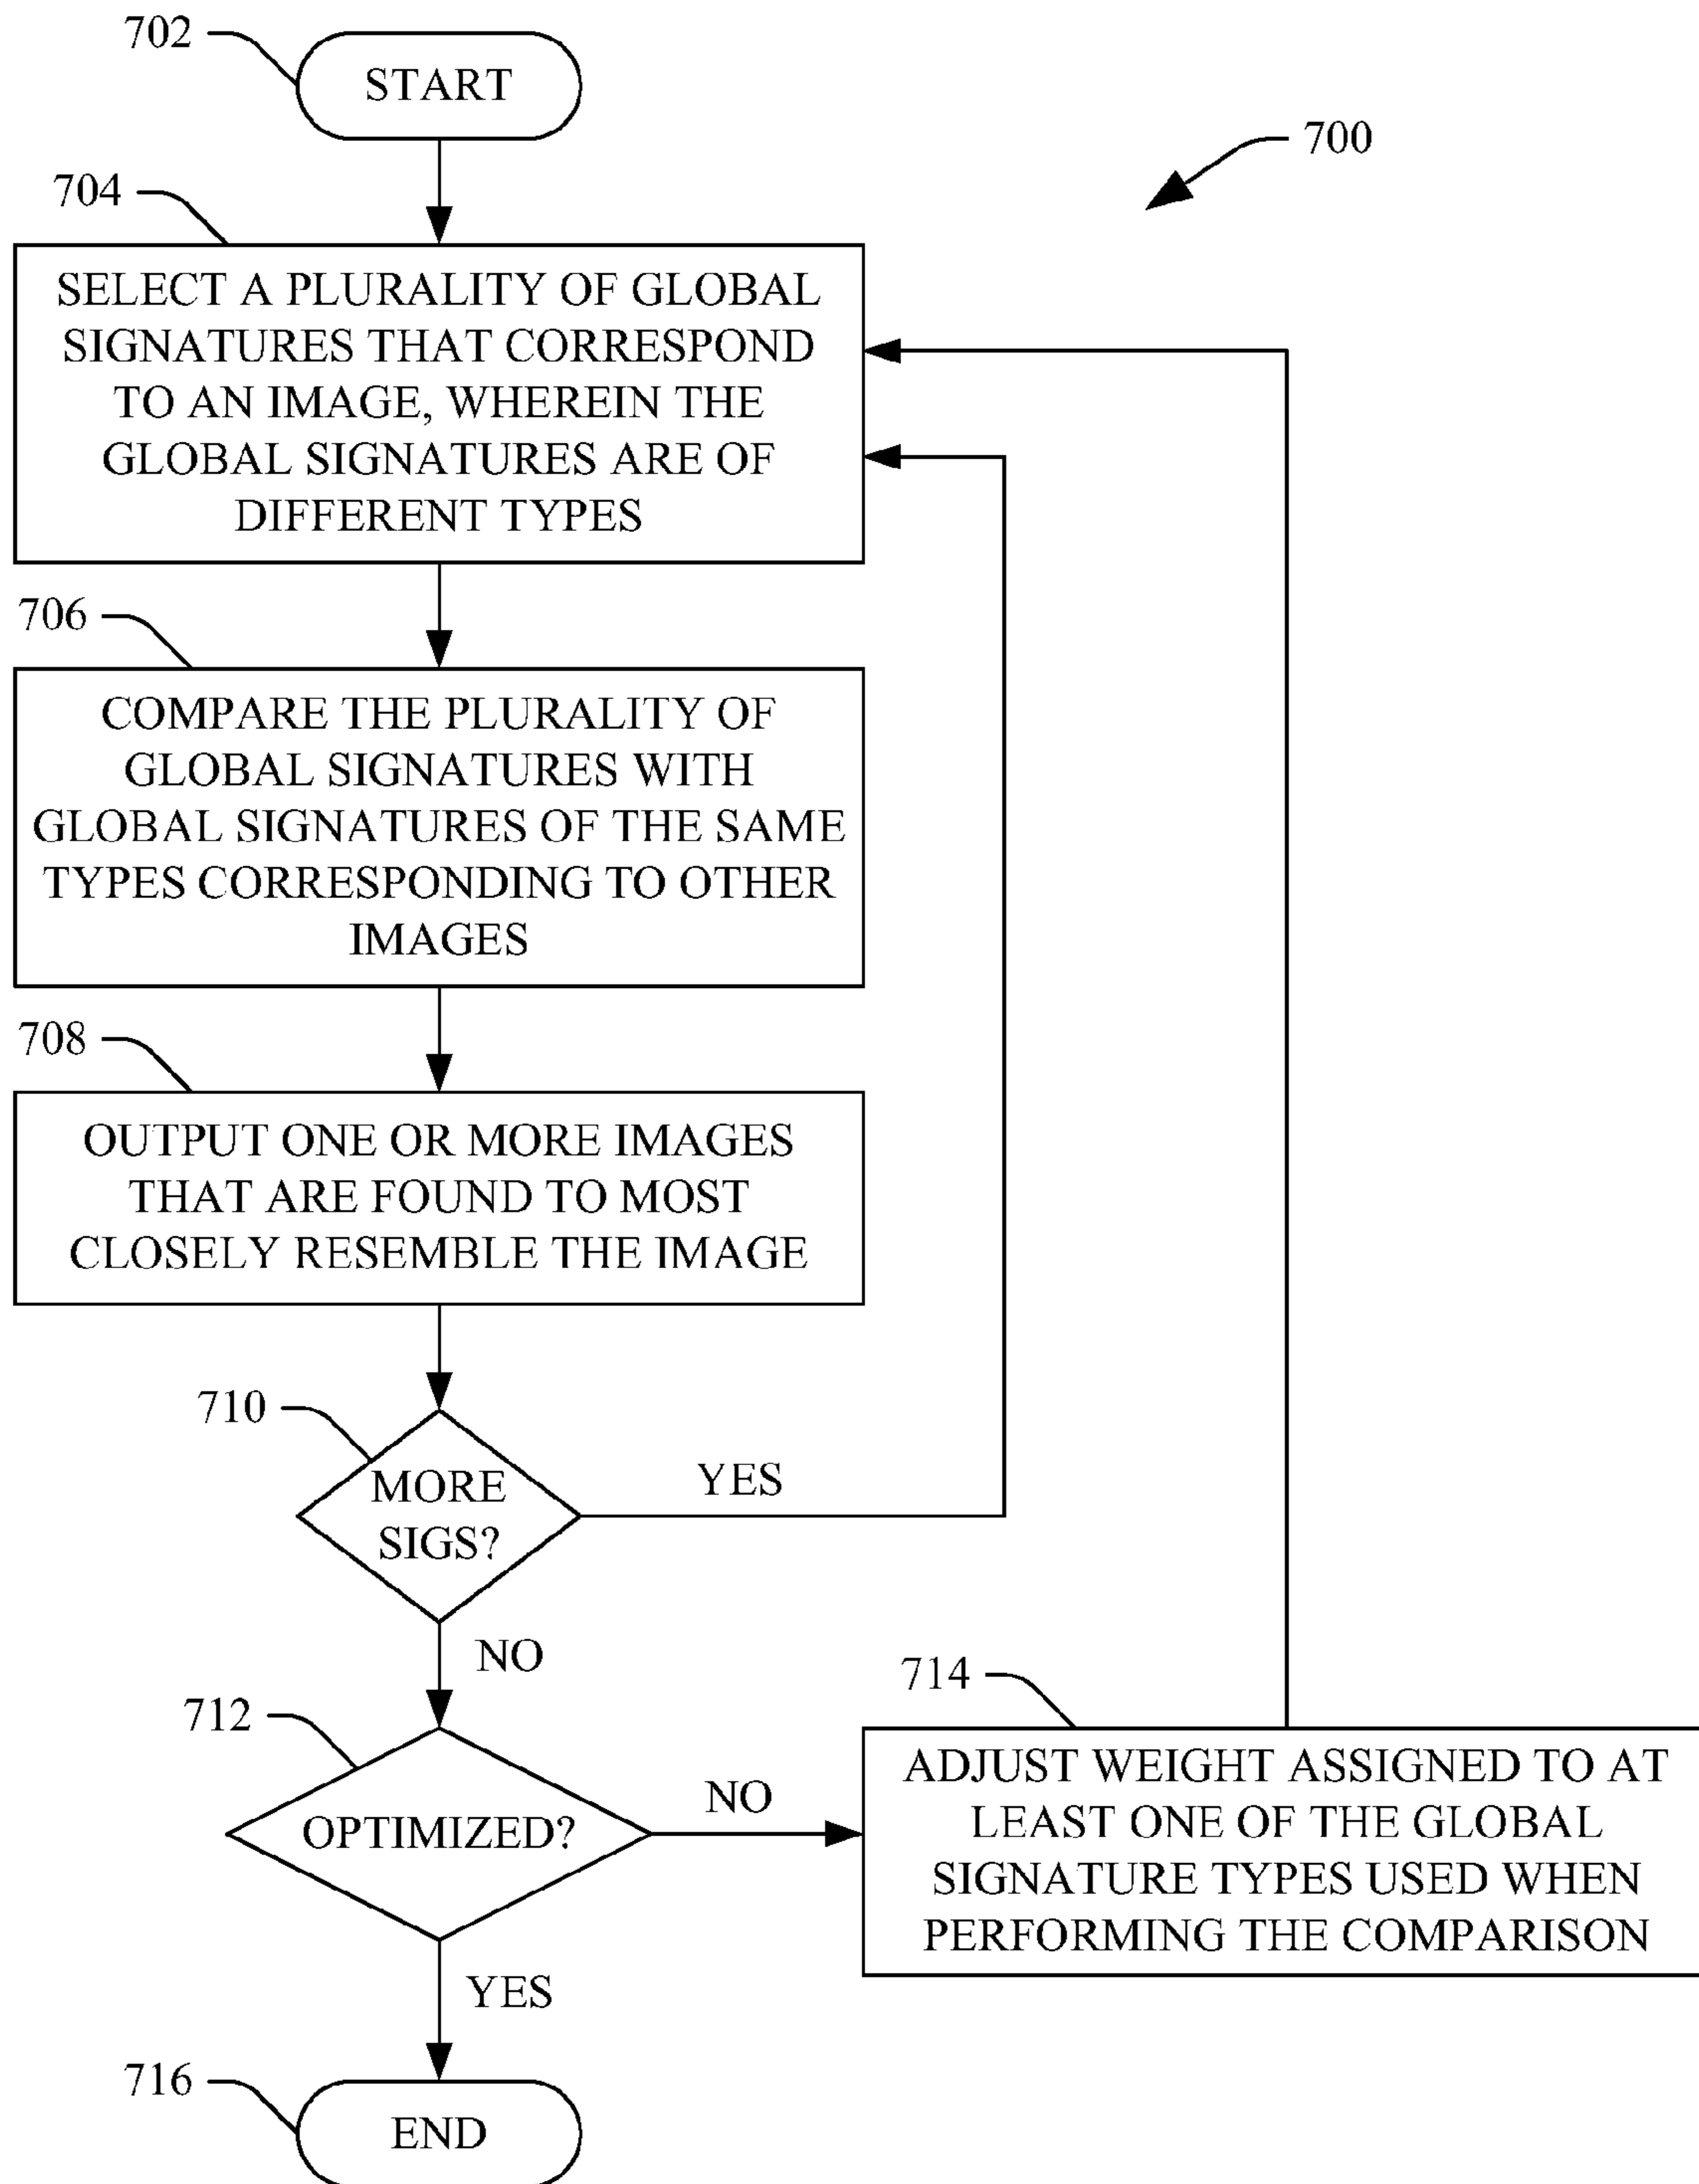 702
START
700
704
SELECT A PLURALITY OF GLOBAL
SIGNATURES THAT CORRESPOND
TO AN IMAGE, WHEREIN THE
GLOBAL SIGNATURES ARE OF
DIFFERENT TYPES
706
COMPARE THE PLURALITY OF
GLOBAL SIGNATURES WITH
GLOBAL SIGNATURES OF THE SAME
TYPES CORRESPONDING TO OTHER
IMAGES
708
OUTPUT ONE OR MORE IMAGES
THAT ARE FOUND TO MOST
CLOSELY RESEMBLE THE IMAGE
710
MORE
SIGS?
YES
NO
712
OPTIMIZED?
NO
714
ADJUST WEIGHT ASSIGNED TO AT
LEAST ONE OF THE GLOBAL
SIGNATURE TYPES USED WHEN
PERFORMING THE COMPARISON
YES
716
END